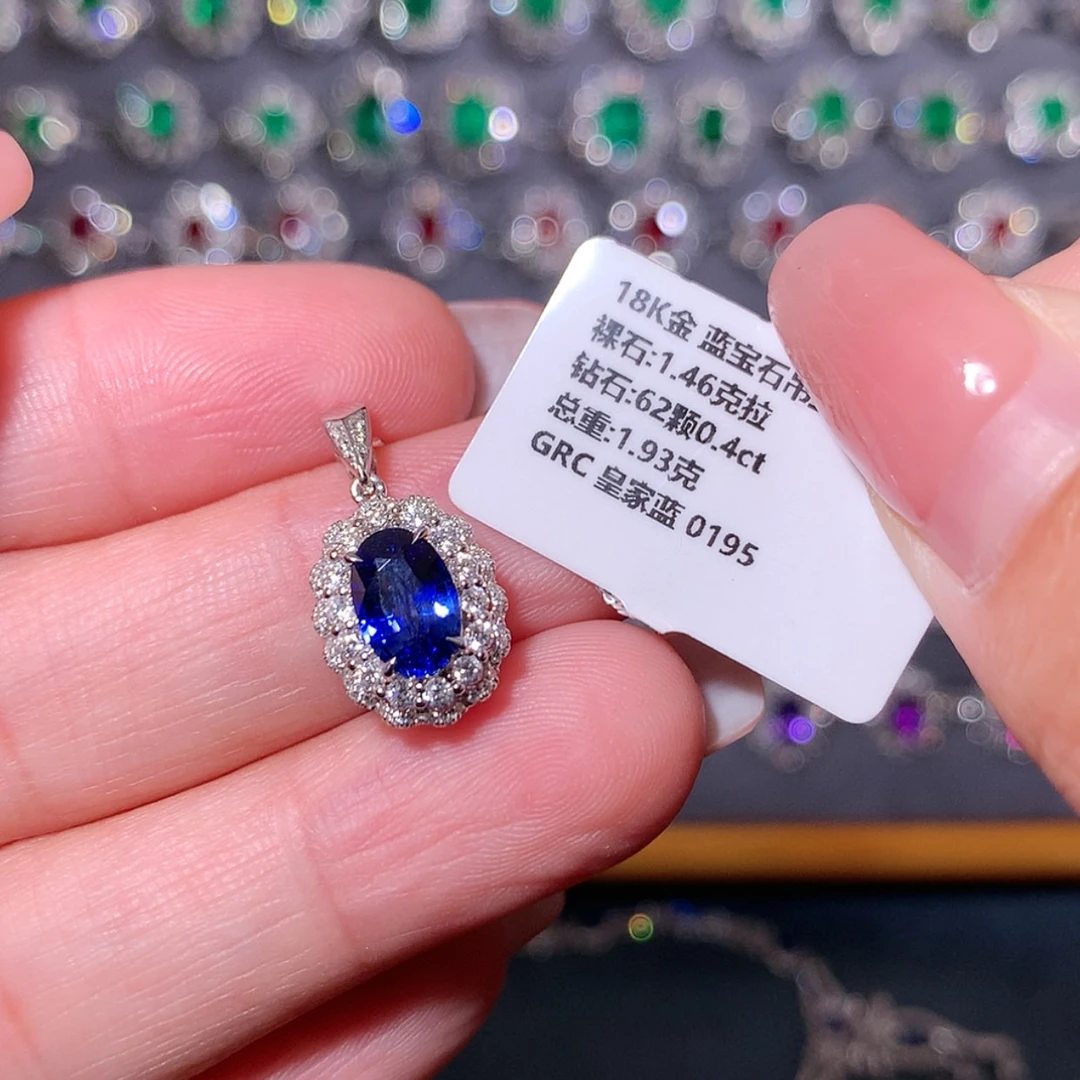 18K金 蓝宝石吊
裸石:1.46克拉
钻石:62颗0.4ct
总重:1.93克
GRC 皇家蓝 0195